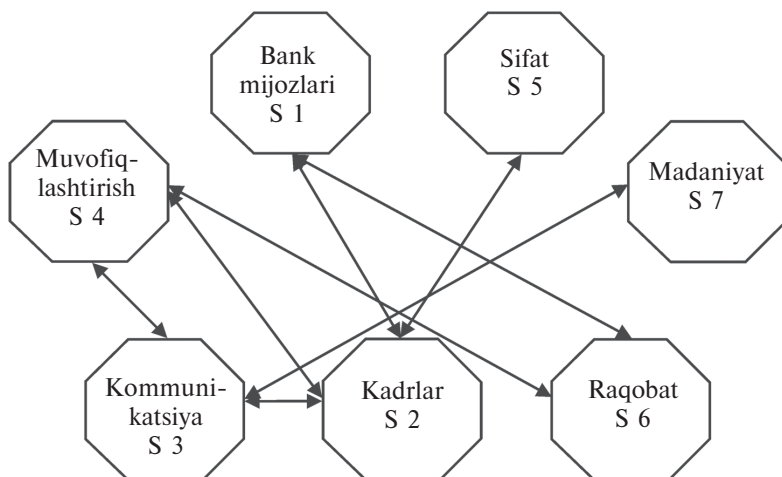 Bank
mijozlari
S 1
Sifat
S 5
Muvofiq-
lashtirish
S 4
Madaniyat
S 7
Kommuni-
katsiya
S 3
Kadrlar
S 2
Raqobat
S 6